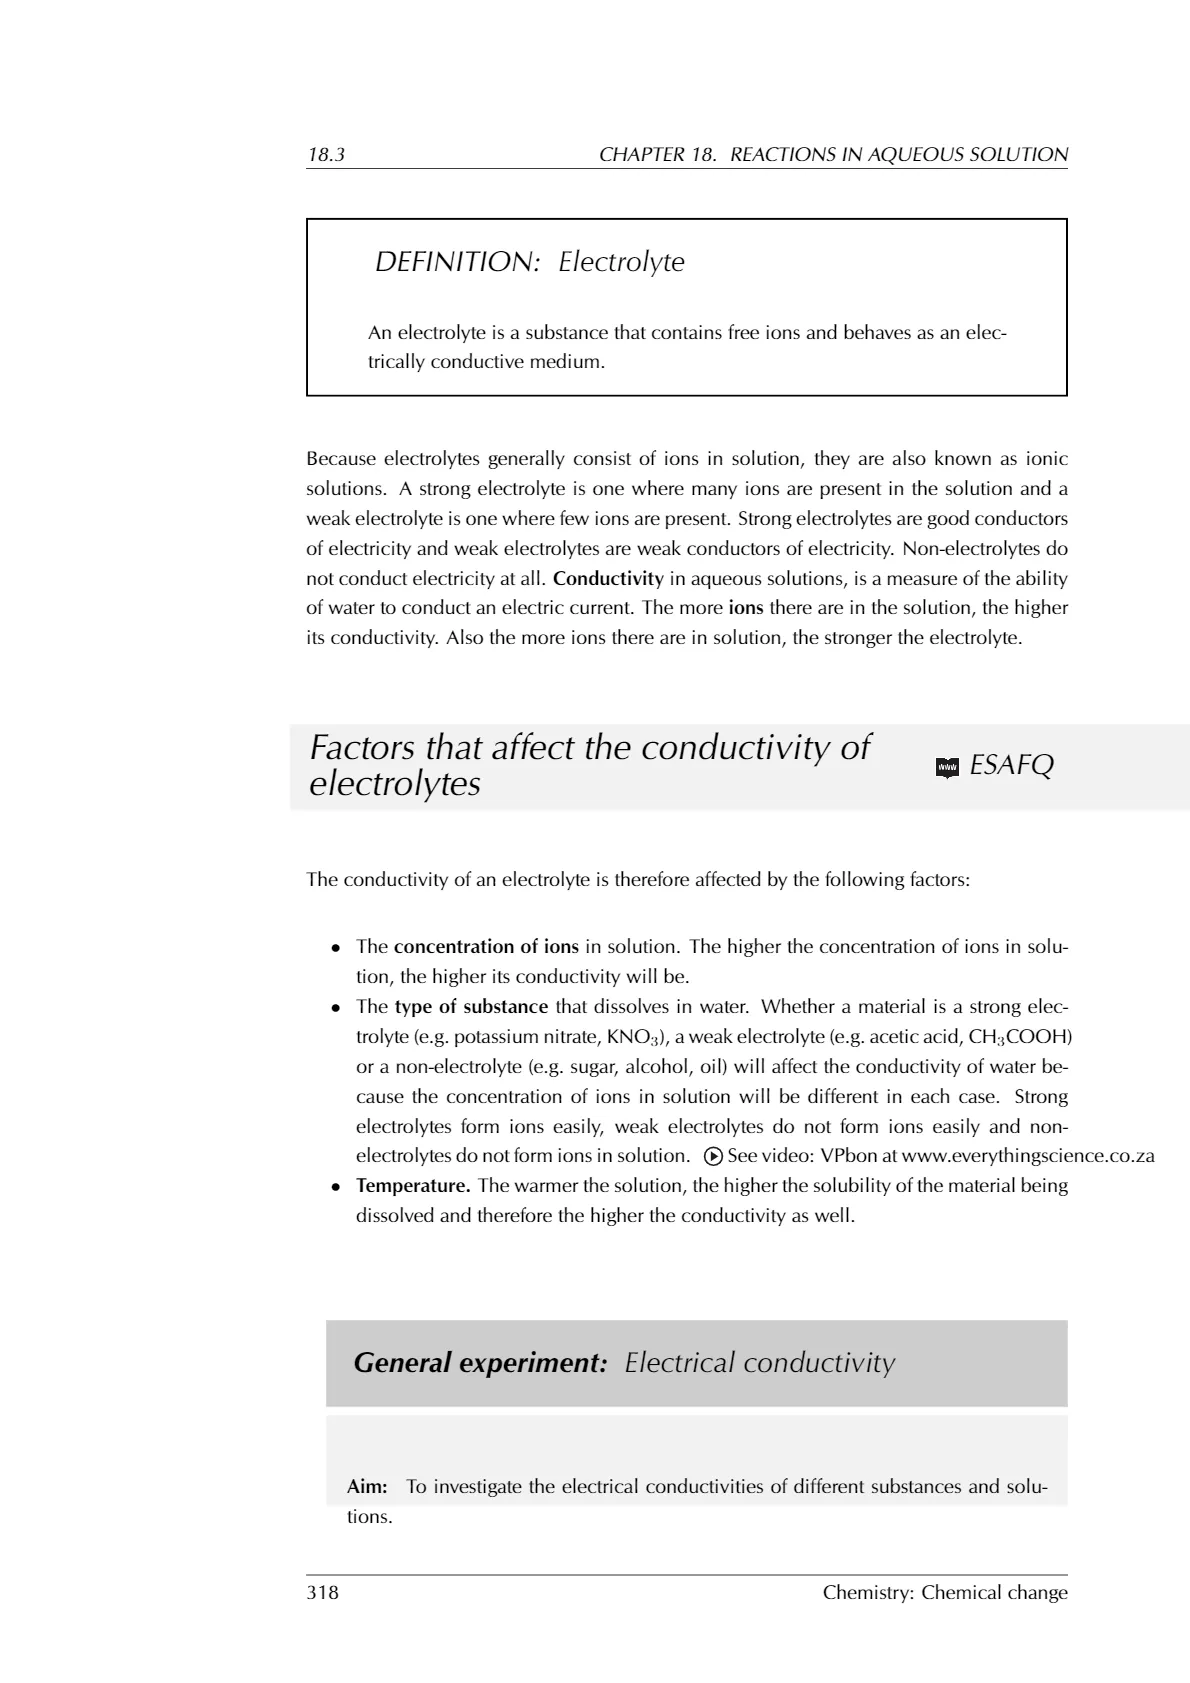 18.3 CHAPTER 18. REACTIONS IN AQUEOUS SOLUTION
DEFINITION: Electrolyte
An electrolyte is a substance that contains free ions and behaves as an elec-
trically conductive medium.
Because electrolytes generally consist of ions in solution, they are also known as ionic
solutions. A strong electrolyte is one where many ions are present in the solution and a
weak electrolyte is one where few ions are present. Strong electrolytes are good conductors
of electricity and weak electrolytes are weak conductors of electricity. Non-electrolytes do
not conduct electricity at all. Conductivity in aqueous solutions, is a measure of the ability
of water to conduct an electric current. The more ions there are in the solution, the higher
its conductivity. Also the more ions there are in solution, the stronger the electrolyte.
Factors that affect the conductivity of
electrolytes
www ESAFQ
The conductivity of an electrolyte is therefore affected by the following factors:
• The concentration of ions in solution. The higher the concentration of ions in solu-
tion, the higher its conductivity will be.
• The type of substance that dissolves in water. Whether a material is a strong elec-
trolyte (e.g. potassium nitrate, KNO₃), a weak electrolyte (e.g. acetic acid, CH₃COOH)
or a non-electrolyte (e.g. sugar, alcohol, oil) will affect the conductivity of water be-
cause the concentration of ions in solution will be different in each case. Strong
electrolytes form ions easily, weak electrolytes do not form ions easily and non-
electrolytes do not form ions in solution. See video: VPbon at www.everythingscience.co.za
• Temperature. The warmer the solution, the higher the solubility of the material being
dissolved and therefore the higher the conductivity as well.
General experiment: Electrical conductivity
Aim: To investigate the electrical conductivities of different substances and solu-
tions.
318 Chemistry: Chemical change